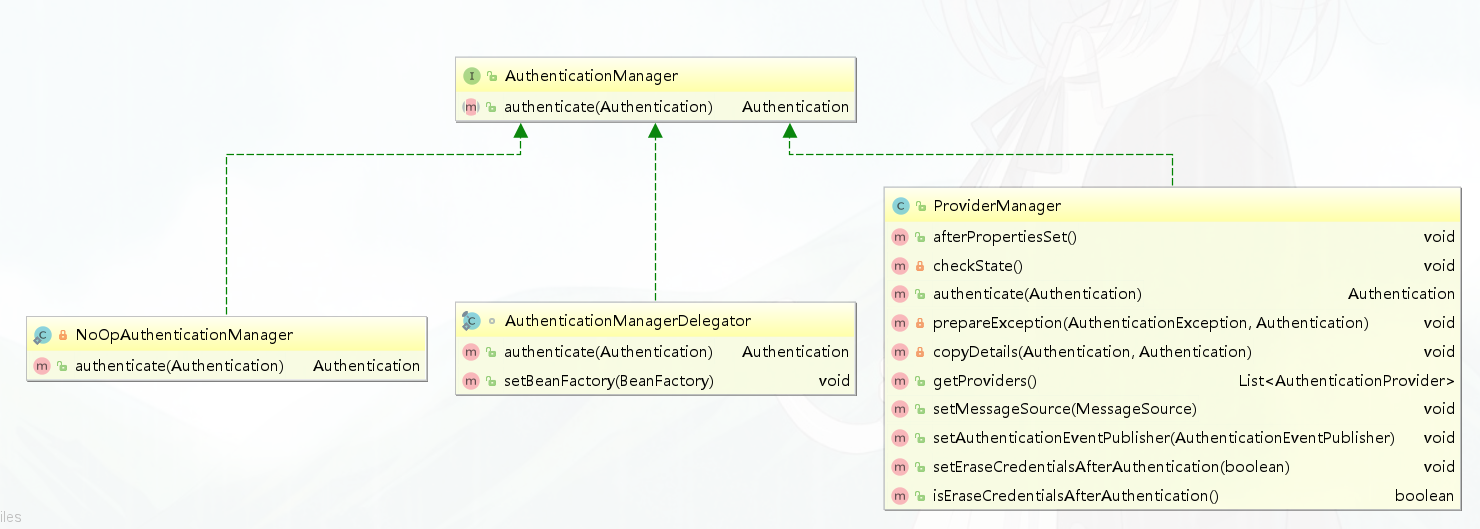 AuthenticationManager
authenticate(Authentication) Authentication
NoOpAuthenticationManager
authenticate(Authentication) Authentication
AuthenticationManagerDelegator
authenticate(Authentication) Authentication
setBeanFactory(BeanFactory) void
ProviderManager
afterPropertiesSet() void
checkState() void
authenticate(Authentication) Authentication
prepareException(AuthenticationException, Authentication) void
copyDetails(Authentication, Authentication) void
getProviders() List<AuthenticationProvider>
setMessageSource(MessageSource) void
setAuthenticationEventPublisher(AuthenticationEventPublisher) void
setEraseCredentialsAfterAuthentication(boolean) void
isEraseCredentialsAfterAuthentication() boolean
iles